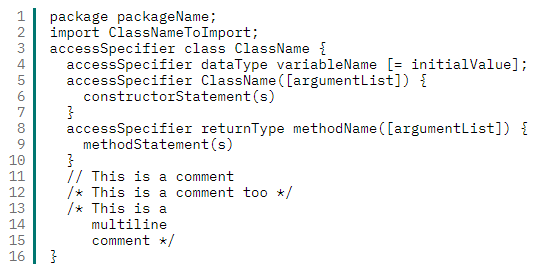 1 package packageName;
2 import ClassNameToImport;
3 accessSpecifier class ClassName {
4   accessSpecifier dataType variableName [= initialValue];
5   accessSpecifier ClassName([argumentList]) {
6     constructorStatement(s)
7   }
8   accessSpecifier returnType methodName([argumentList]) {
9     methodStatement(s)
10   }
11   // This is a comment
12   /* This is a comment too */
13   /* This is a
14      multiline
15      comment */
16 }